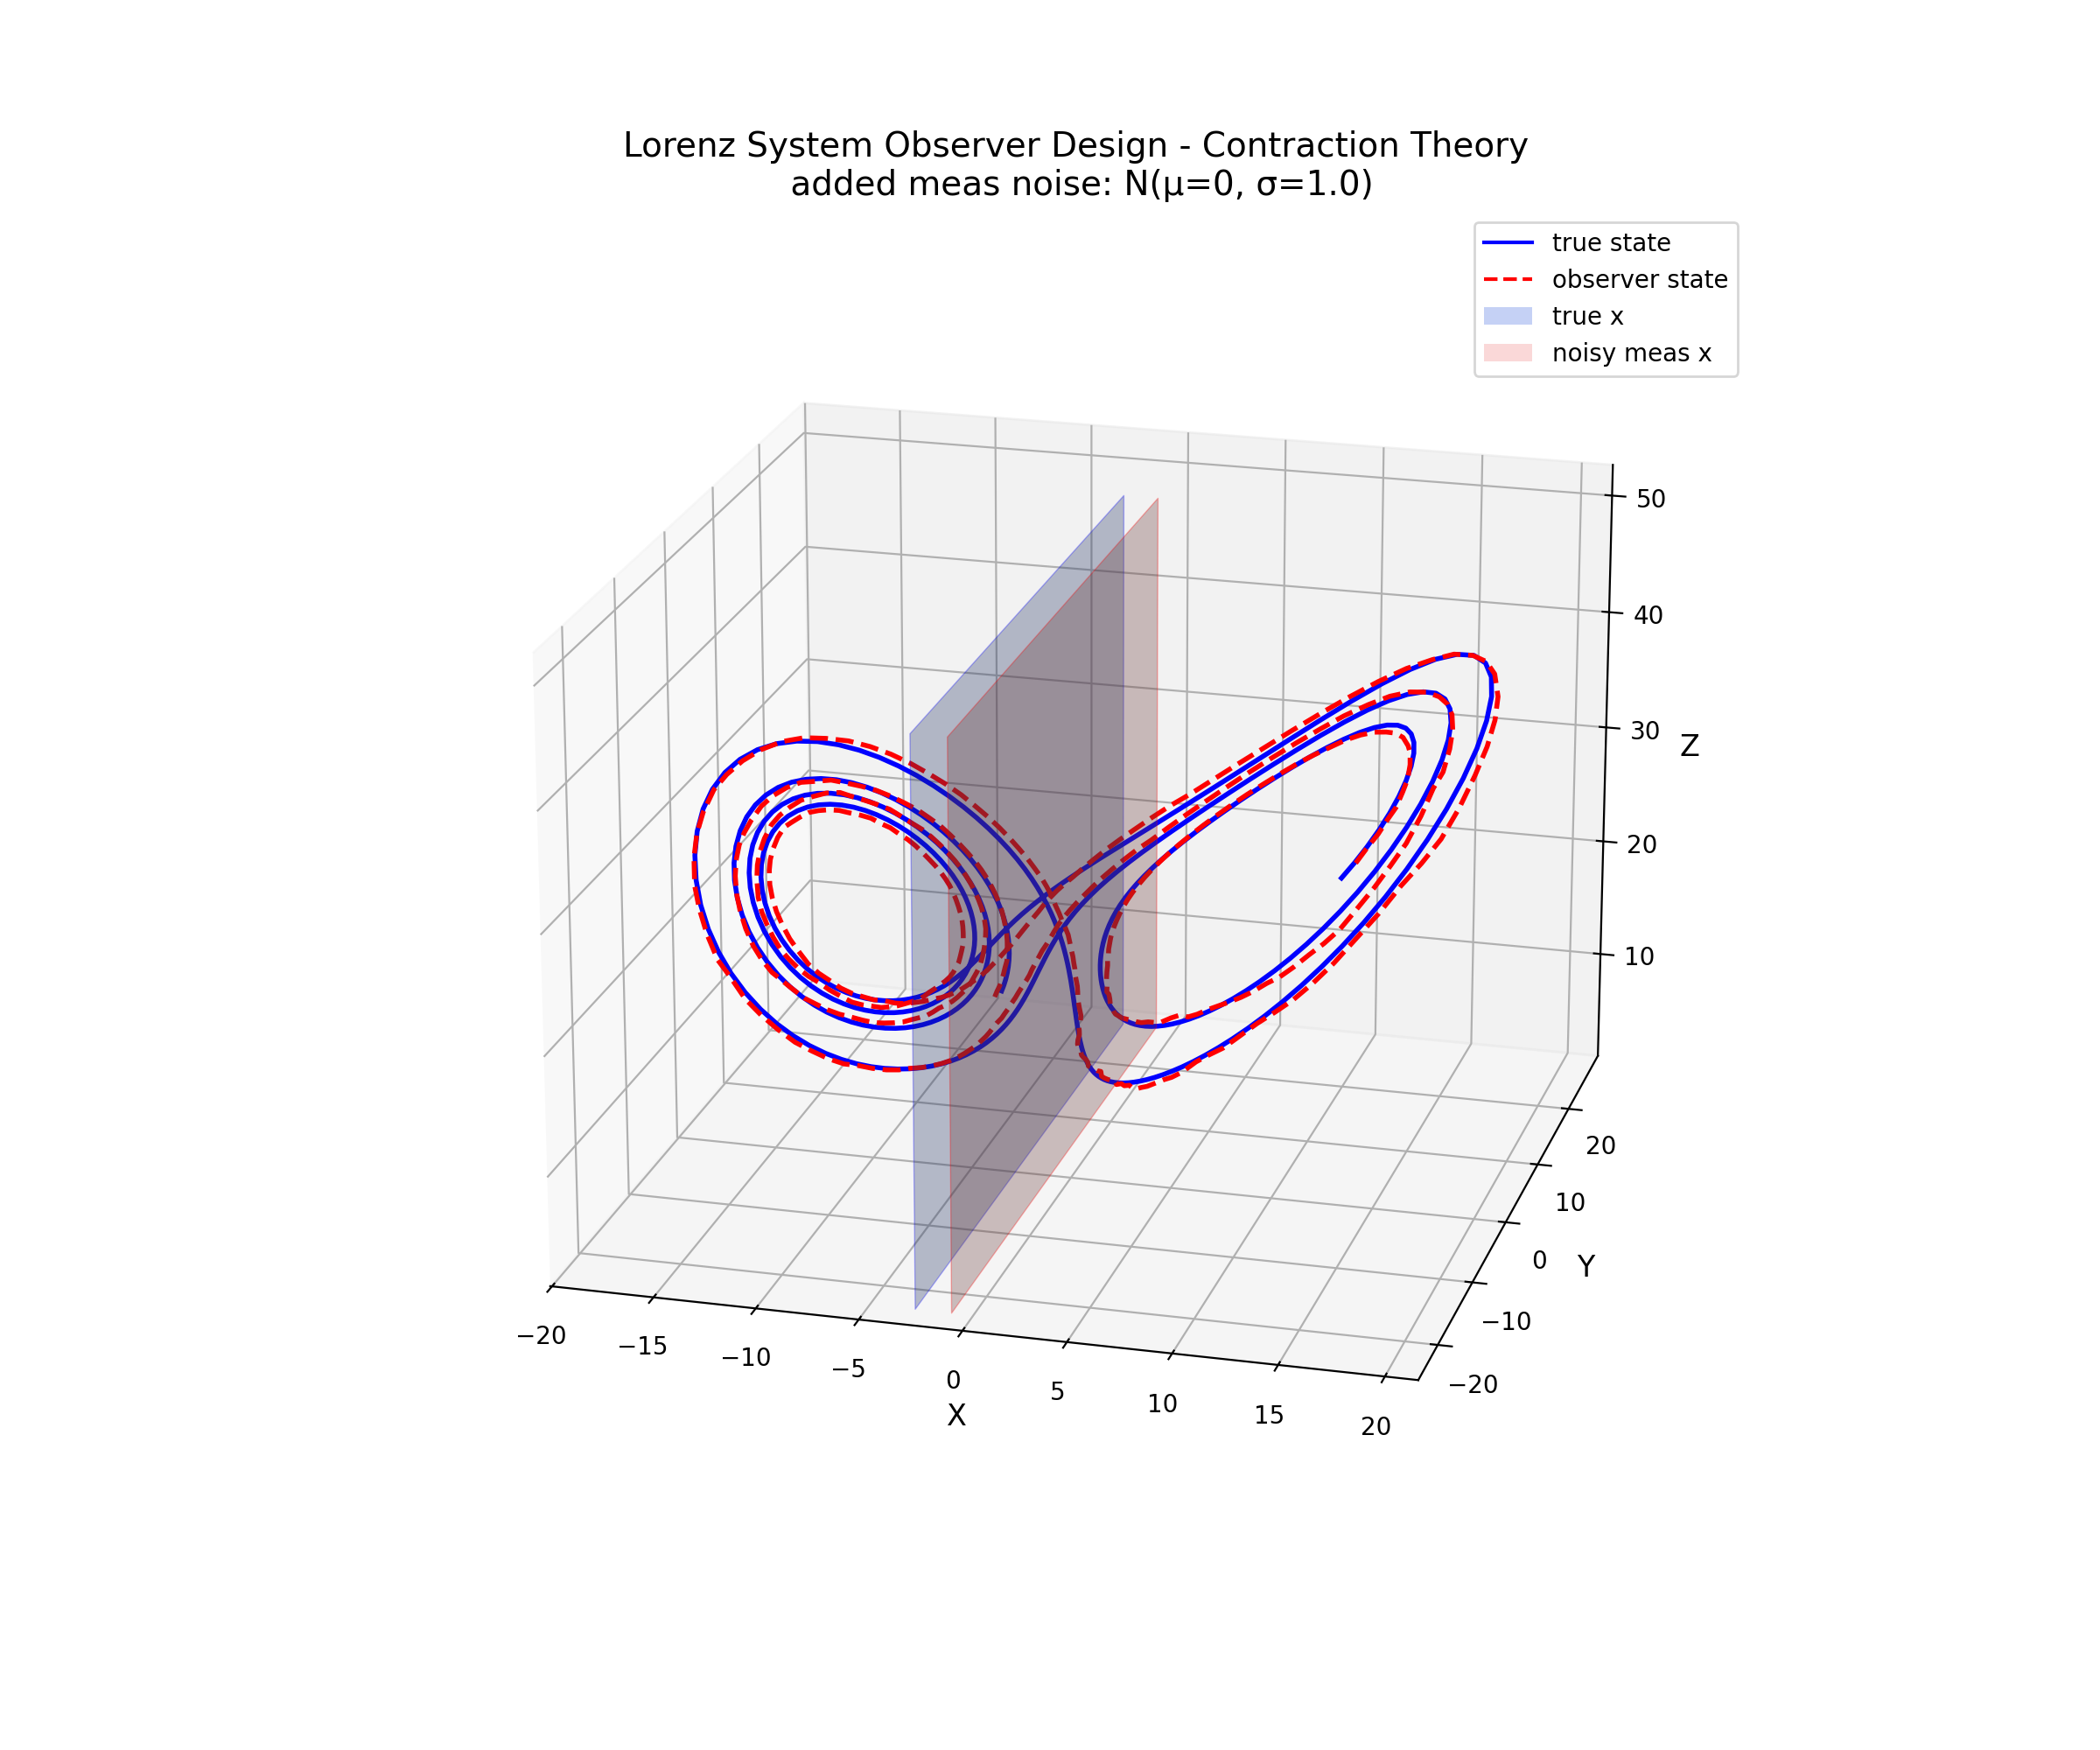 Lorenz System Observer Design - Contraction Theory
added meas noise: N(μ=0, σ=1.0)
true state
observer state
true x
noisy meas x
50
40
30
Z
20
10
20
10
0
Y
−10
−20
−20
−15
−10
−5
0
5
10
15
20
X